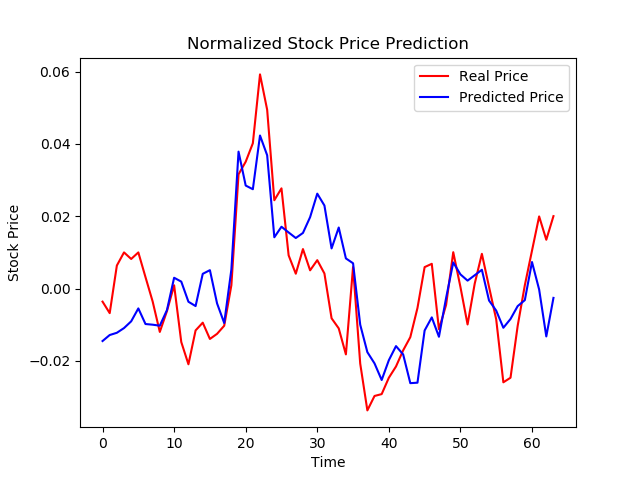 Normalized Stock Price Prediction
Real Price
Predicted Price
Stock Price
0.06
0.04
0.02
0.00
−0.02
0 10 20 30 40 50 60
Time